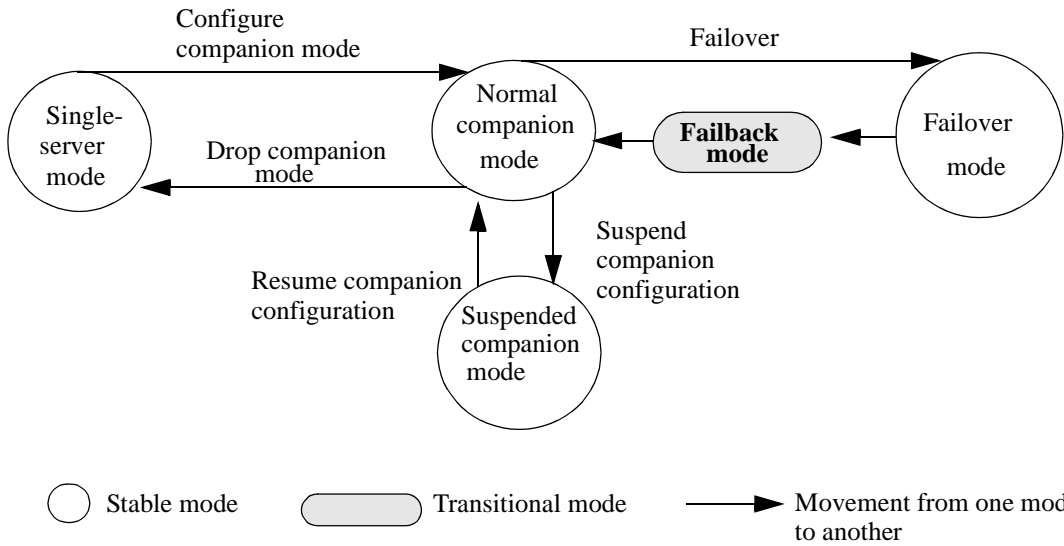 Configure
companion mode
Failover
Single-
server
mode
Normal
companion
mode
Failback
mode
Failover
mode
Drop companion
mode
Resume companion
configuration
Suspend
companion
configuration
Suspended
companion
mode
Stable mode
Transitional mode
Movement from one mod
to another